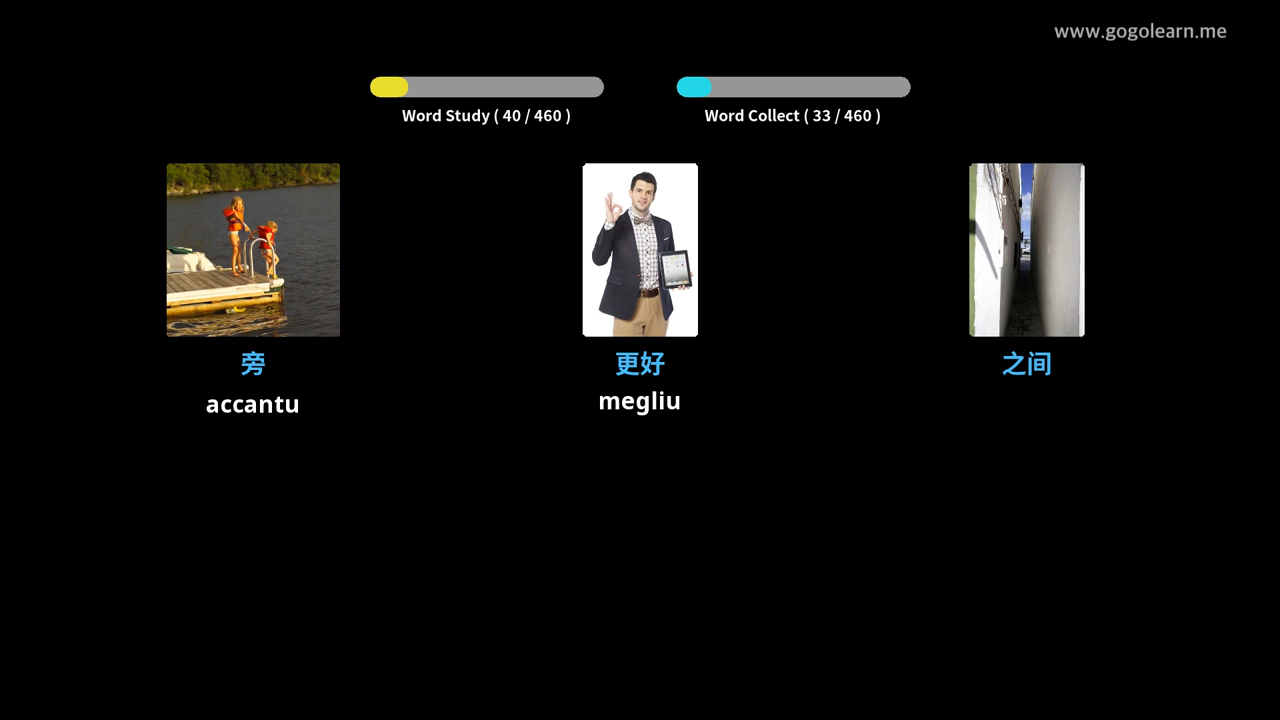 www.gogolearn.me
Word Study ( 40 / 460 )
Word Collect ( 33 / 460 )
旁
更好
之间
accantu
megliu